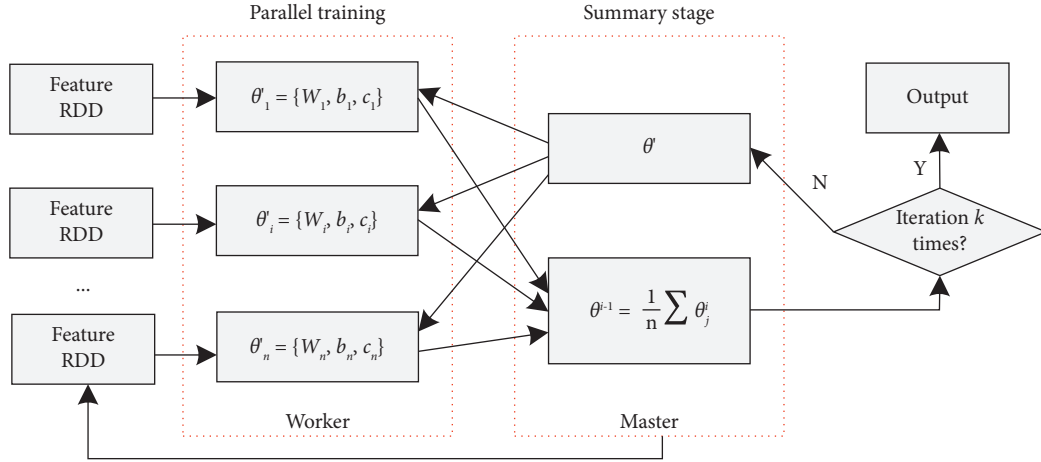 Parallel training
Summary stage
Feature
RDD
θ'₁ = {W₁, b₁, c₁}
θ'
Output
N
Y
Feature
RDD
θ'ᵢ = {Wᵢ, bᵢ, cᵢ}
Iteration k
times?
...
Feature
RDD
θ'ₙ = {Wₙ, bₙ, cₙ}
θⁱ⁻¹ = 1/n ∑ θⱼⁱ
Worker
Master